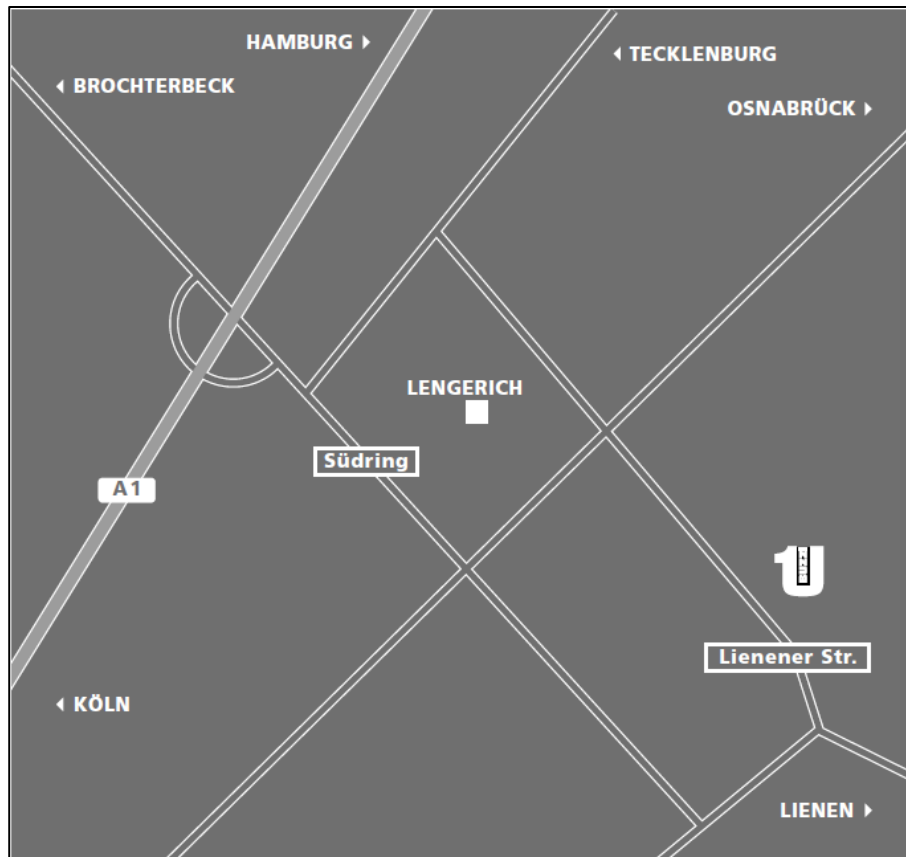 HAMBURG
TECKLENBURG
BROCHTERBECK
OSNABRÜCK
LENGERICH
Südring
A1
Lienener Str.
KÖLN
LIENEN